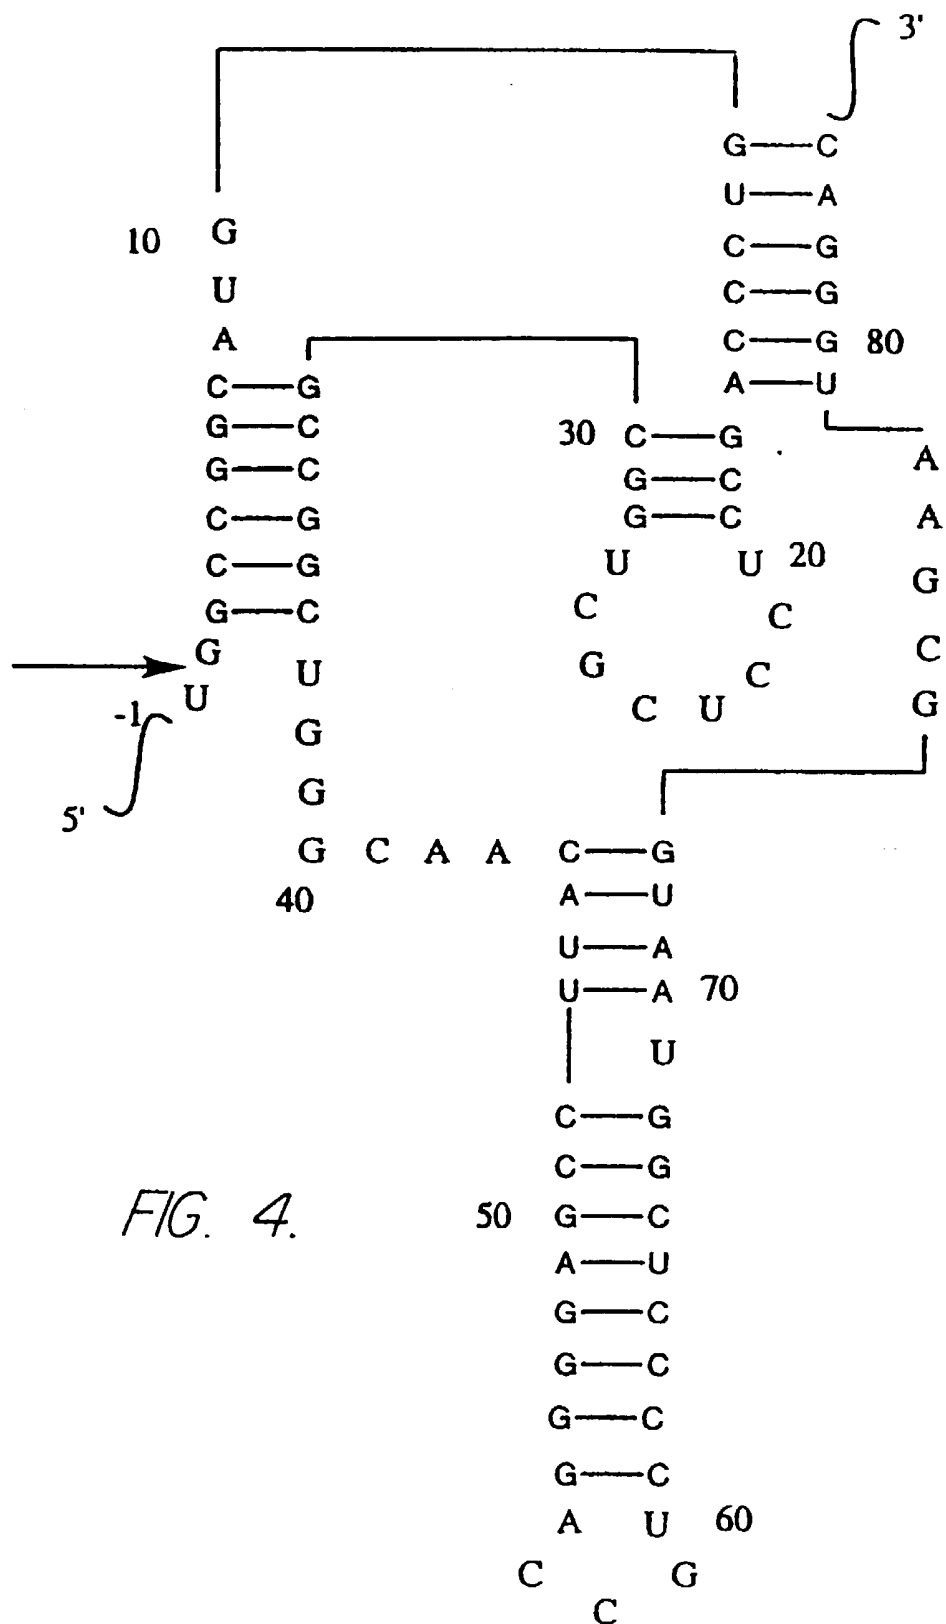 3'
G C
U A
10 G C G
U C G
A C G 80
C G A U
G C 30 C G A
G C G C A
C G G C G
C G U U 20 C
G C C C G
G G C
-1 U U C U
5' G
G
G C A A C G
40 A U
U A
U A 70
U
C G
C G
FIG. 4. 50 G C
A U
G C
G C
G C
G C
A U 60
C G
C